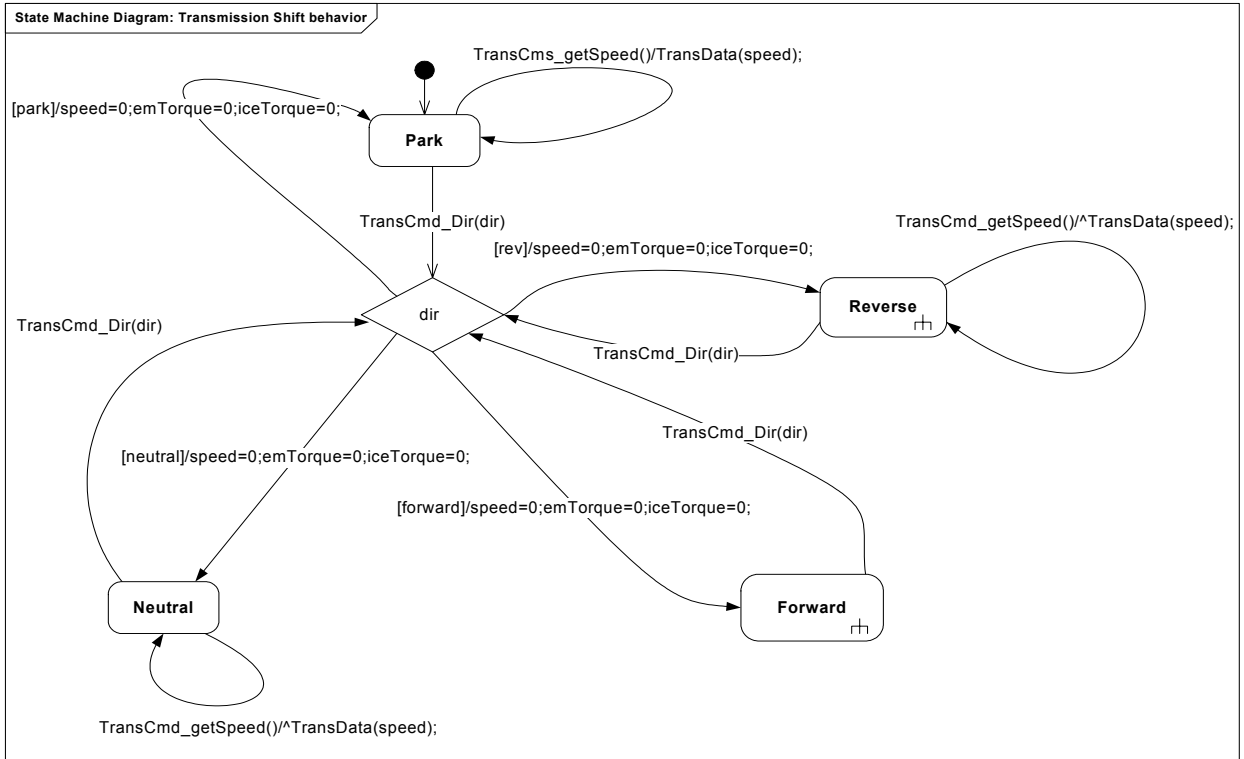 State Machine Diagram: Transmission Shift behavior
TransCms_getSpeed()/TransData(speed);
[park]/speed=0;emTorque=0;iceTorque=0;
Park
TransCmd_Dir(dir)
TransCmd_getSpeed()/^TransData(speed);
[rev]/speed=0;emTorque=0;iceTorque=0;
Reverse
dir
TransCmd_Dir(dir)
TransCmd_Dir(dir)
TransCmd_Dir(dir)
[neutral]/speed=0;emTorque=0;iceTorque=0;
[forward]/speed=0;emTorque=0;iceTorque=0;
Neutral
Forward
TransCmd_getSpeed()/^TransData(speed);